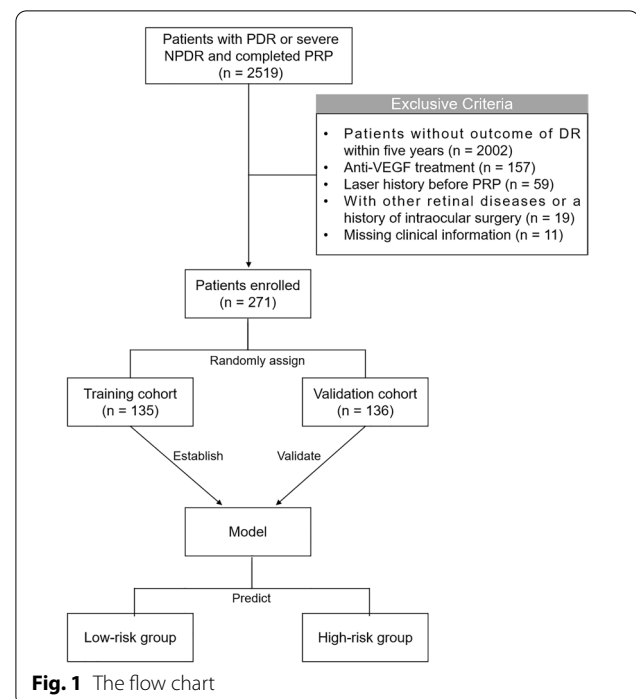 Patients with PDR or severe
NPDR and completed PRP
(n = 2519)
Exclusive Criteria
• Patients without outcome of DR
within five years (n = 2002)
• Anti-VEGF treatment (n = 157)
• Laser history before PRP (n = 59)
• With other retinal diseases or a
history of intraocular surgery (n = 19)
• Missing clinical information (n = 11)
Patients enrolled
(n = 271)
Randomly assign
Training cohort
(n = 135)
Validation cohort
(n = 136)
Establish
Validate
Model
Predict
Low-risk group
High-risk group
Fig. 1 The flow chart